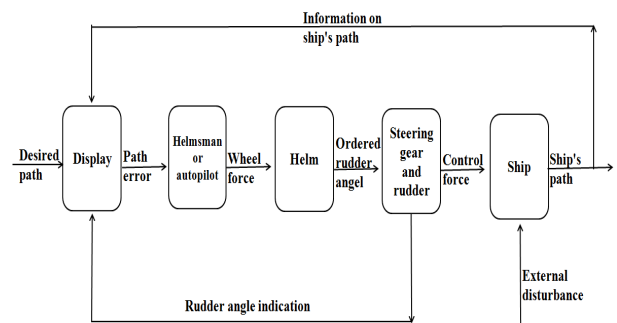 Information on
ship's path
Desired
path
Display
Path
error
Helmsman
or
autopilot
Wheel
force
Helm
Ordered
rudder
angel
Steering
gear
and
rudder
Control
force
Ship
Ship's
path
Rudder angle indication
External
disturbance